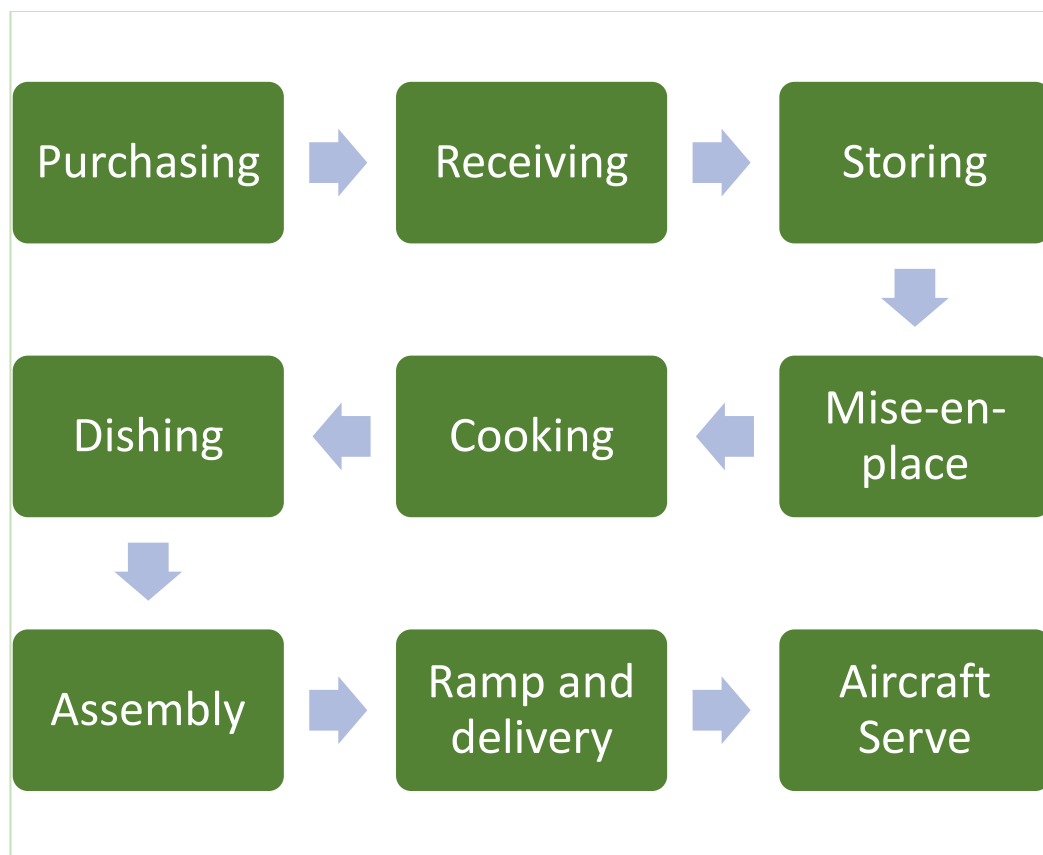 Purchasing
Receiving
Storing
Mise-en-
place
Cooking
Dishing
Assembly
Ramp and
delivery
Aircraft
Serve